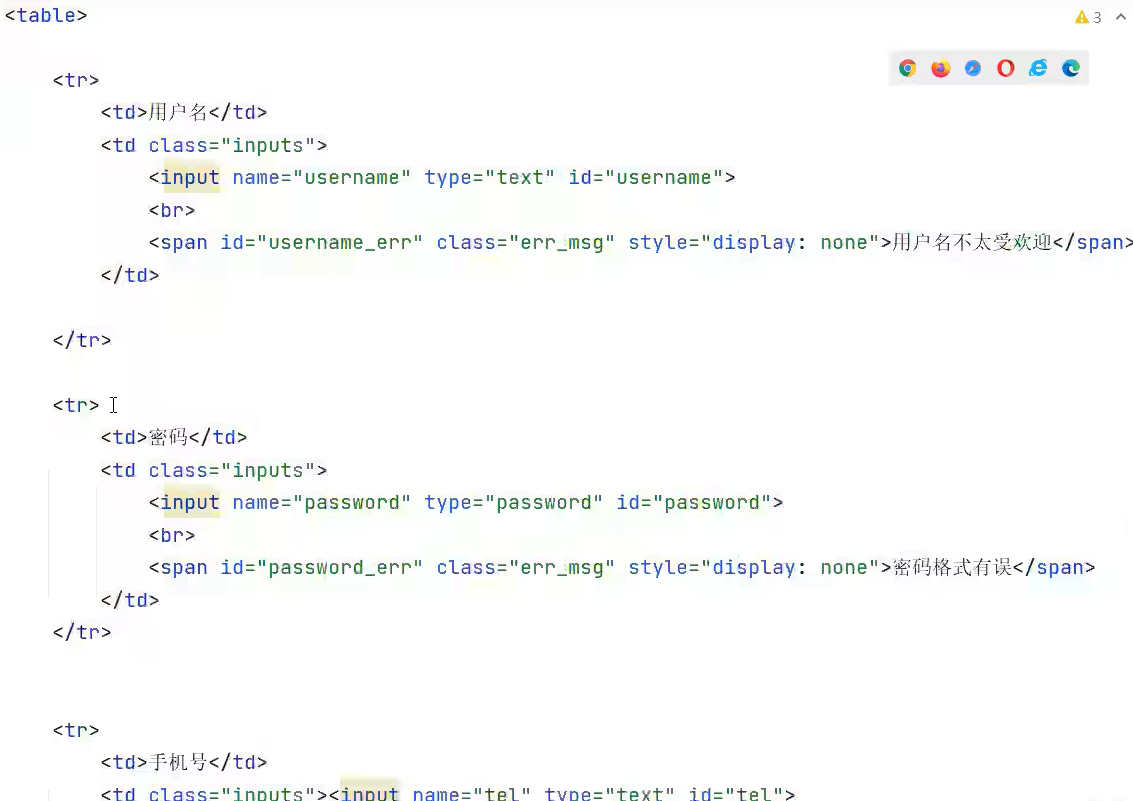 <table>
3
<tr>
<td>用户名</td>
<td class="inputs">
<input name="username" type="text" id="username">
<br>
<span id="username_err" class="err_msg" style="display: none">用户名不太受欢迎</span>
</td>
</tr>
<tr>
<td>密码</td>
<td class="inputs">
<input name="password" type="password" id="password">
<br>
<span id="password_err" class="err_msg" style="display: none">密码格式有误</span>
</td>
</tr>
<tr>
<td>手机号</td>
<td class="inputs"><input name="tel" type="text" id="tel">